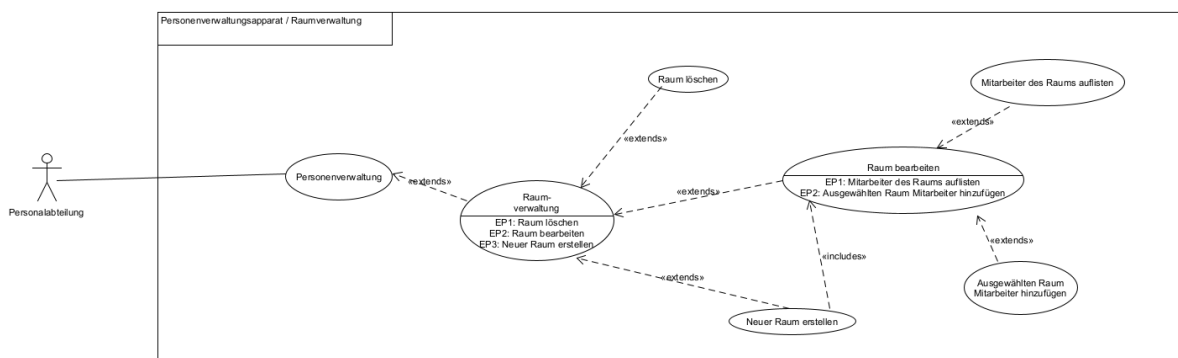 Personenverwaltungsapparat / Raumverwaltung
Raum löschen
Mitarbeiter des Raums auflisten
«extends»
«extends»
Raum bearbeiten
EP1: Mitarbeiter des Raums auflisten
EP2: Ausgewählten Raum Mitarbeiter hinzufügen
Personenverwaltung
«extends»
«extends»
Raum-
verwaltung
EP1: Raum löschen
EP2: Raum bearbeiten
EP3: Neuer Raum erstellen
Personalabteilung
«extends»
«includes»
«extends»
Ausgewählten Raum
Mitarbeiter hinzufügen
Neuer Raum erstellen